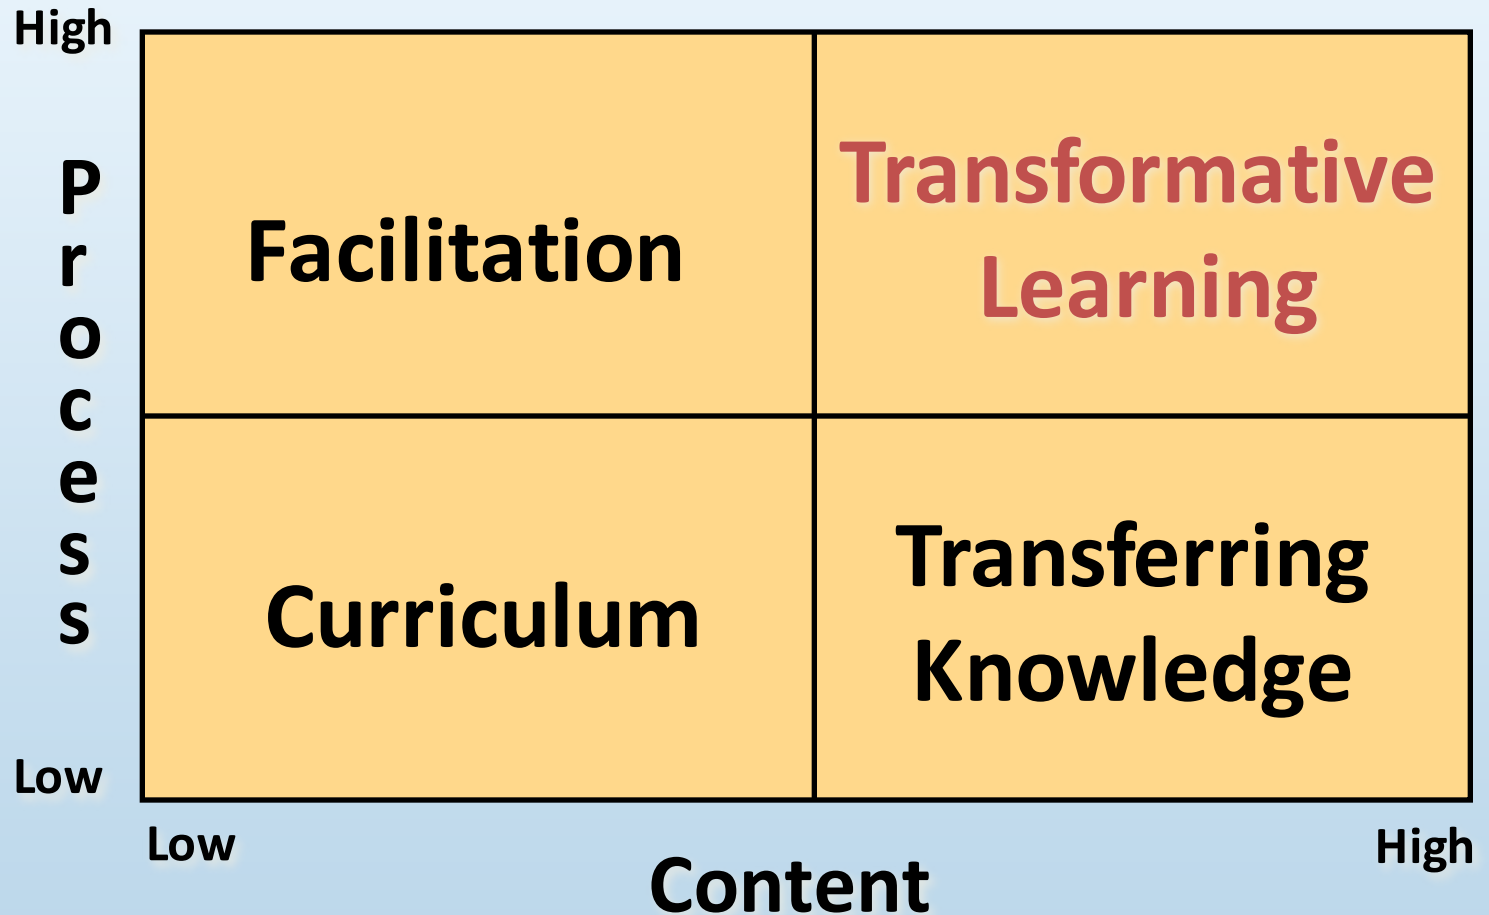 High
Process
Facilitation
Transformative
Learning
Curriculum
Transferring
Knowledge
Low
Low
High
Content